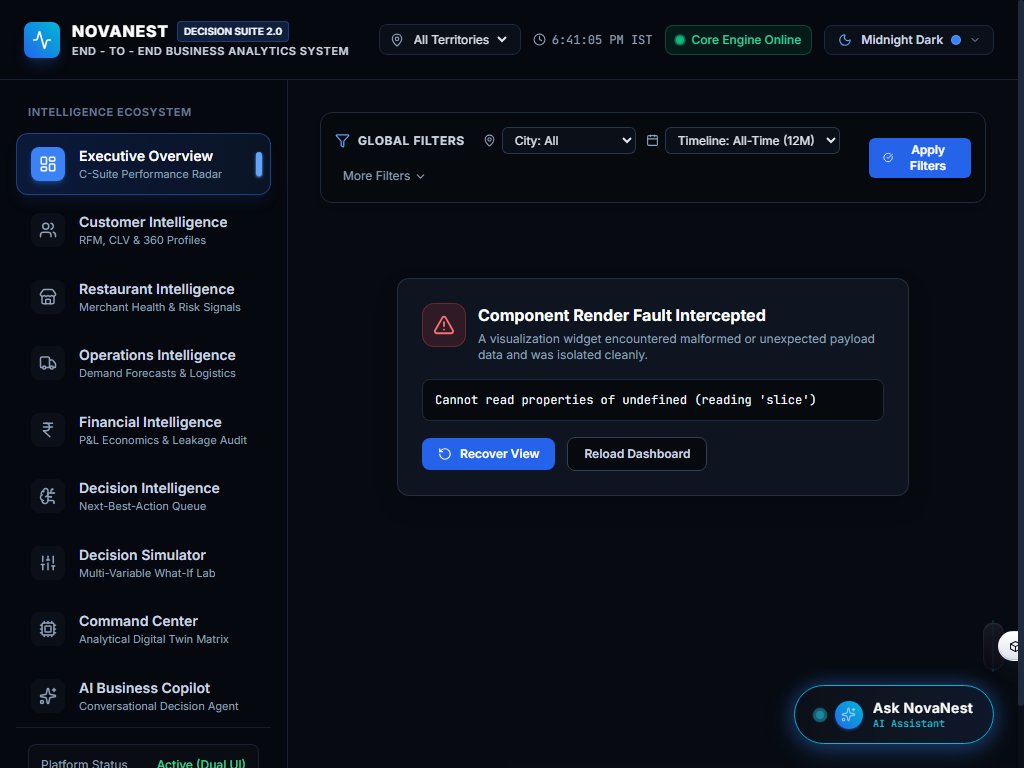 NOVANEST DECISION SUITE 2.0
END - TO - END BUSINESS ANALYTICS SYSTEM
All Territories
6:41:05 PM IST
Core Engine Online
Midnight Dark
INTELLIGENCE ECOSYSTEM
Executive Overview
C-Suite Performance Radar
Customer Intelligence
RFM, CLV & 360 Profiles
Restaurant Intelligence
Merchant Health & Risk Signals
Operations Intelligence
Demand Forecasts & Logistics
Financial Intelligence
P&L Economics & Leakage Audit
Decision Intelligence
Next-Best-Action Queue
Decision Simulator
Multi-Variable What-If Lab
Command Center
Analytical Digital Twin Matrix
AI Business Copilot
Conversational Decision Agent
Platform Status Active (Dual UI)
GLOBAL FILTERS
City: All
Timeline: All-Time (12M)
Apply
Filters
More Filters
Component Render Fault Intercepted
A visualization widget encountered malformed or unexpected payload
data and was isolated cleanly.
Cannot read properties of undefined (reading 'slice')
Recover View
Reload Dashboard
Ask NovaNest
AI Assistant